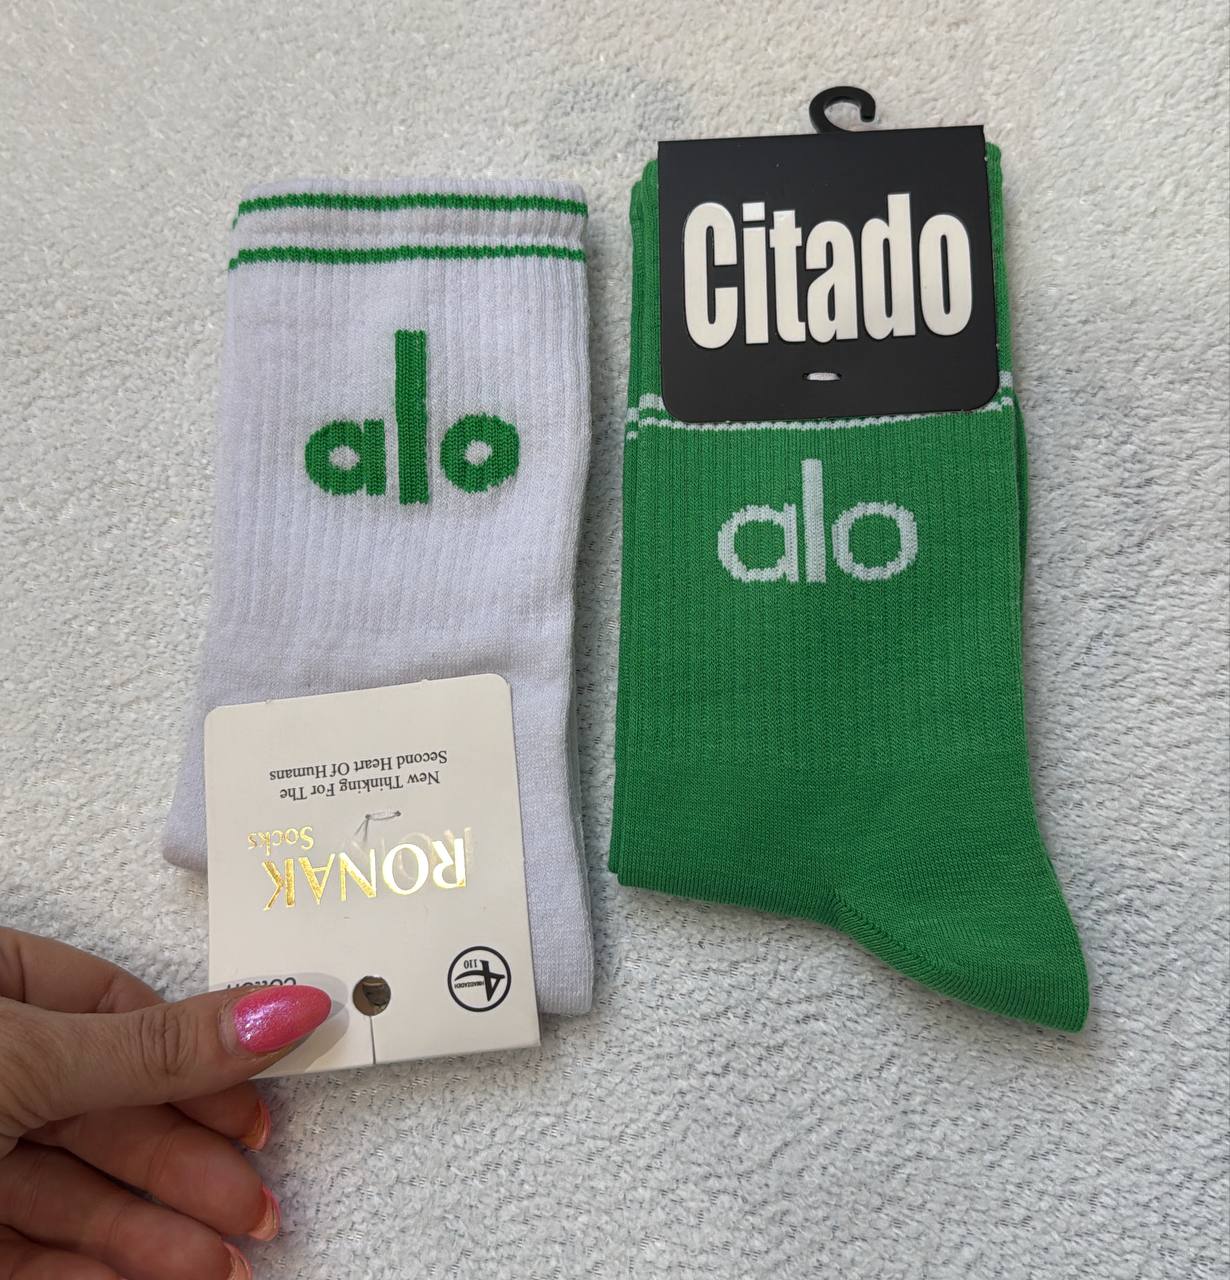 alo
Citado
alo
New Thinking For The
Second Heart Of Humans
RONAK
Socks
110